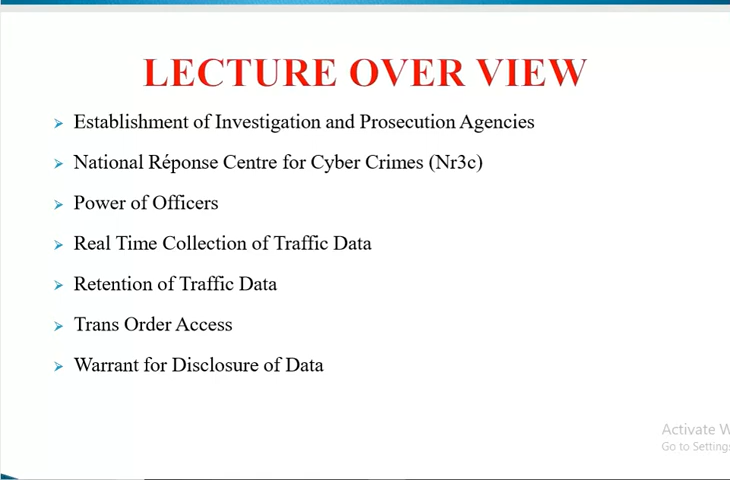 LECTURE OVER VIEW
Establishment of Investigation and Prosecution Agencies
National Réponse Centre for Cyber Crimes (Nr3c)
Power of Officers
Real Time Collection of Traffic Data
Retention of Traffic Data
Trans Order Access
Warrant for Disclosure of Data
Activate W
Go to Settings